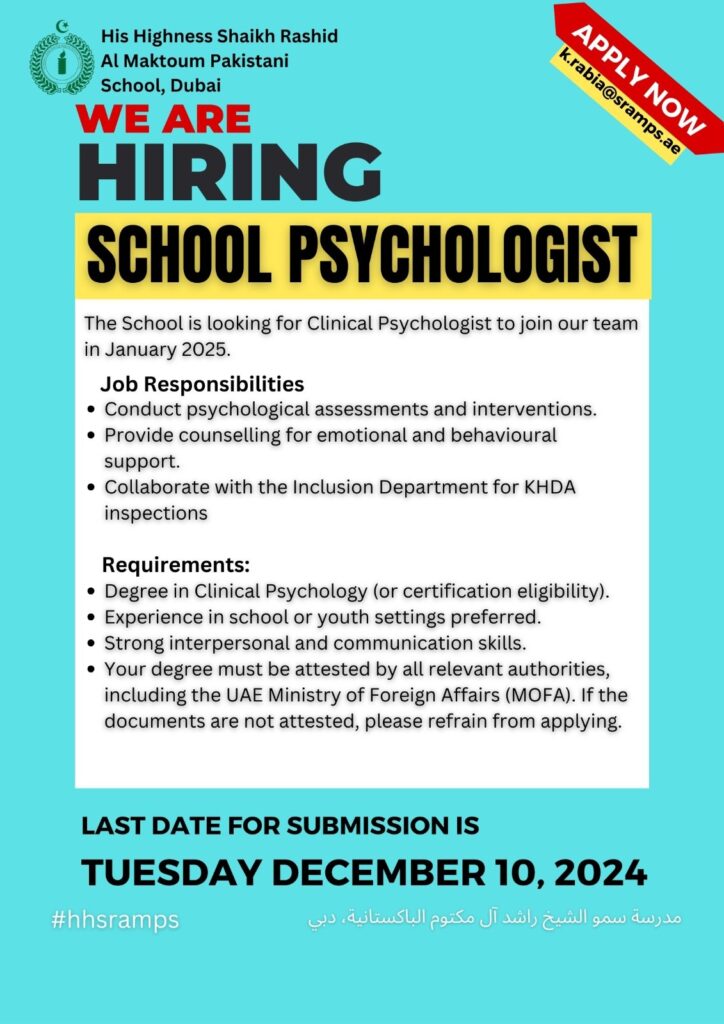 His Highness Shaikh Rashid
Al Maktoum Pakistani
School, Dubai
APPLY NOW
k.rabia@sramps.ae
WE ARE
HIRING
SCHOOL PSYCHOLOGIST
The School is looking for Clinical Psychologist to join our team
in January 2025.
Job Responsibilities
• Conduct psychological assessments and interventions.
• Provide counselling for emotional and behavioural
support.
• Collaborate with the Inclusion Department for KHDA
inspections
Requirements:
• Degree in Clinical Psychology (or certification eligibility).
• Experience in school or youth settings preferred.
• Strong interpersonal and communication skills.
• Your degree must be attested by all relevant authorities,
including the UAE Ministry of Foreign Affairs (MOFA). If the
documents are not attested, please refrain from applying.
LAST DATE FOR SUBMISSION IS
TUESDAY DECEMBER 10, 2024
#hhsramps
مدرسة سمو الشيخ راشد آل مكتوم الباكستانية، دبي